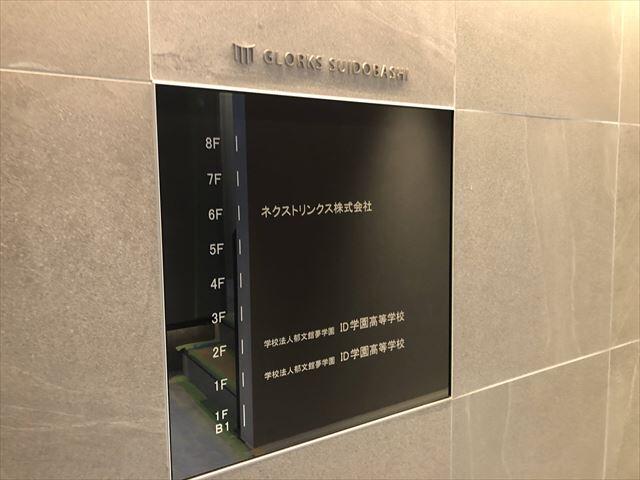 GLORKS SUIDOBASHI
8F
7F
6F ネクストリンクス株式会社
5F
4F
3F
学校法人郁文館夢学園 ID学園高等学校
2F
学校法人郁文館夢学園 ID学園高等学校
1F
1F
B1